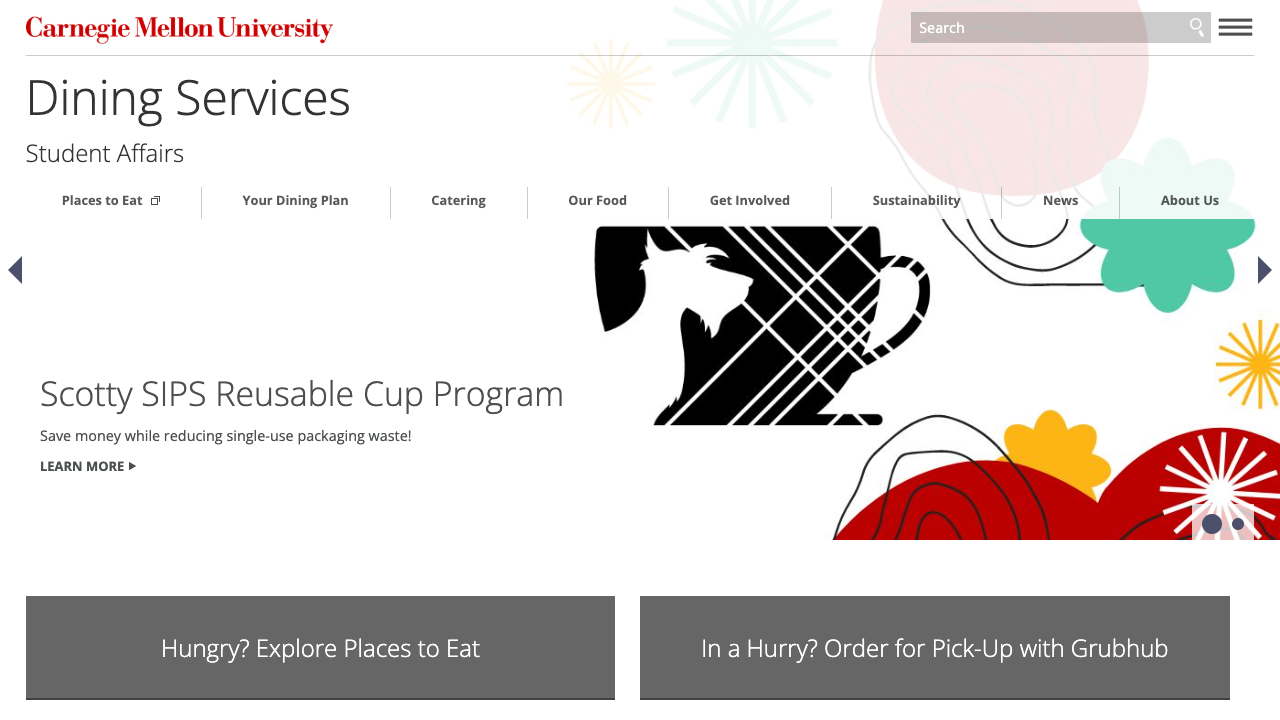 Carnegie Mellon University
Search
Dining Services
Student Affairs
Places to Eat
Your Dining Plan
Catering
Our Food
Get Involved
Sustainability
News
About Us
Scotty SIPS Reusable Cup Program
Save money while reducing single-use packaging waste!
LEARN MORE
Hungry? Explore Places to Eat
In a Hurry? Order for Pick-Up with Grubhub